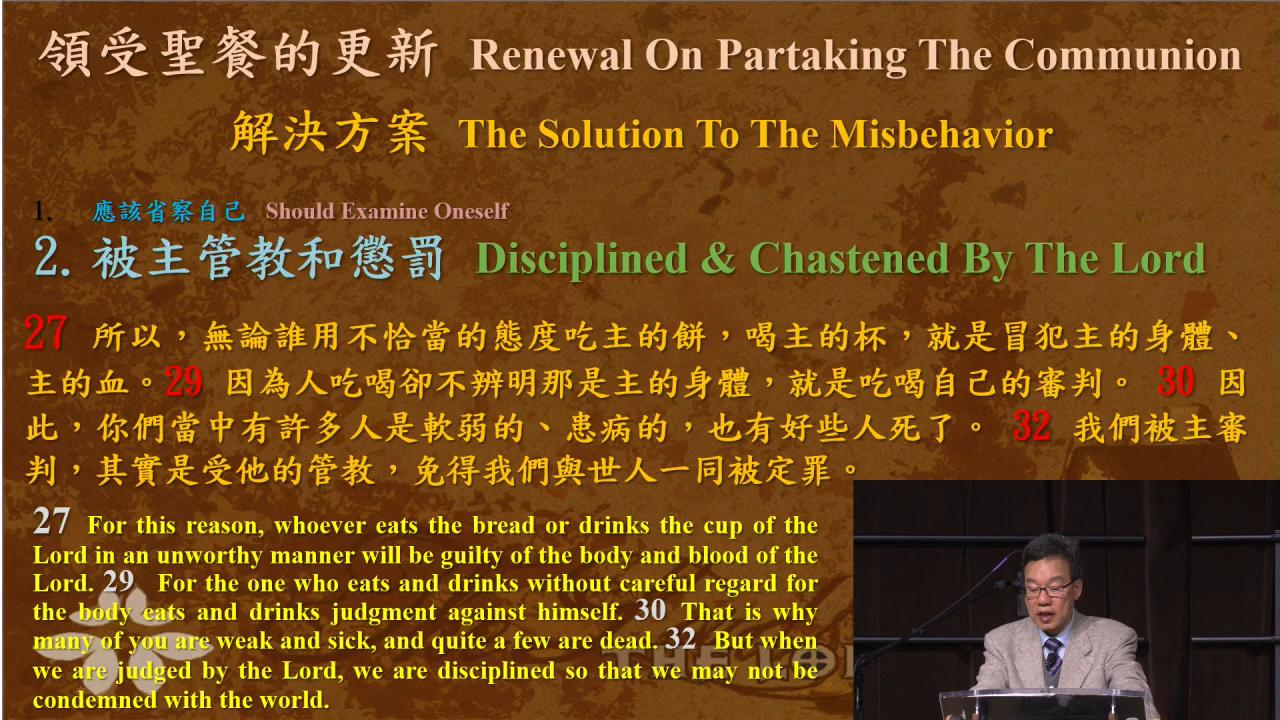 領受聖餐的更新 Renewal On Partaking The Communion
解決方案 The Solution To The Misbehavior
1. 應該省察自己 Should Examine Oneself
2. 被主管教和懲罰 Disciplined & Chastened By The Lord
27 所以，無論誰用不恰當的態度吃主的餅，喝主的杯，就是冒犯主的身體、
主的血。29 因為人吃喝卻不辨明那是主的身體，就是吃喝自己的審判。 30 因
此，你們當中有許多人是軟弱的、患病的，也有好些人死了。 32 我們被主審
判，其實是受他的管教，免得我們與世人一同被定罪。
27 For this reason, whoever eats the bread or drinks the cup of the
Lord in an unworthy manner will be guilty of the body and blood of the
Lord. 29 For the one who eats and drinks without careful regard for
the body eats and drinks judgment against himself. 30 That is why
many of you are weak and sick, and quite a few are dead. 32 But when
we are judged by the Lord, we are disciplined so that we may not be
condemned with the world.